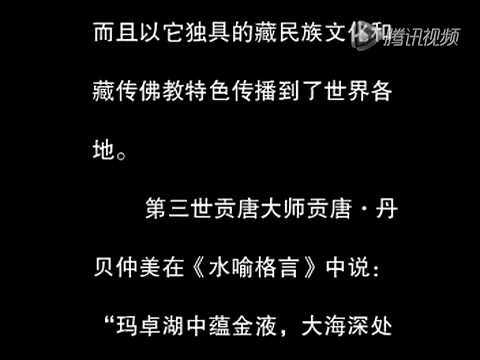 而且以它独具的藏民族文化和
腾讯视频
藏传佛教特色传播到了世界各
地。
第三世贡唐大师贡唐·丹
贝仲美在《水喻格言》中说：
“玛卓湖中蕴金液，大海深处